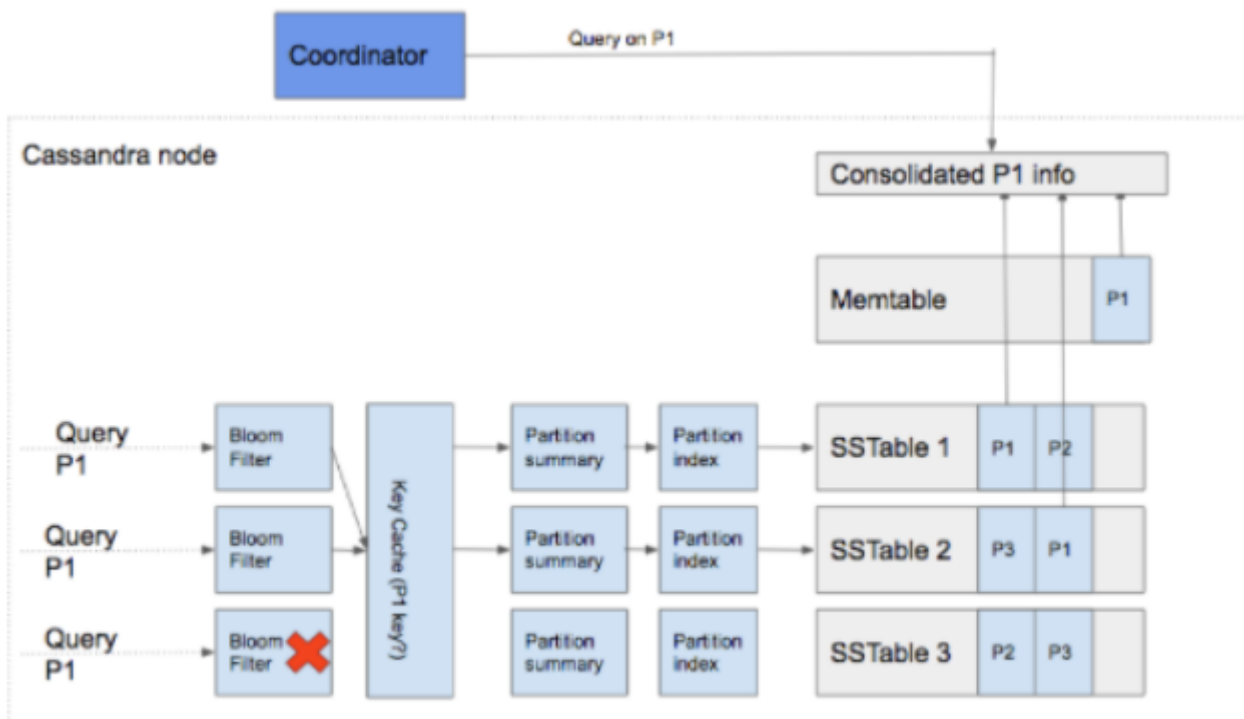 Coordinator
Query on P1
Cassandra node
Consolidated P1 info
Memtable
P1
Query
P1
Bloom
Filter
Key Cache (P1 key?)
Partition
summary
Partition
index
SSTable 1
P1
P2
Query
P1
Bloom
Filter
Partition
summary
Partition
index
SSTable 2
P3
P1
Query
P1
Bloom
Filter
Partition
summary
Partition
index
SSTable 3
P2
P3